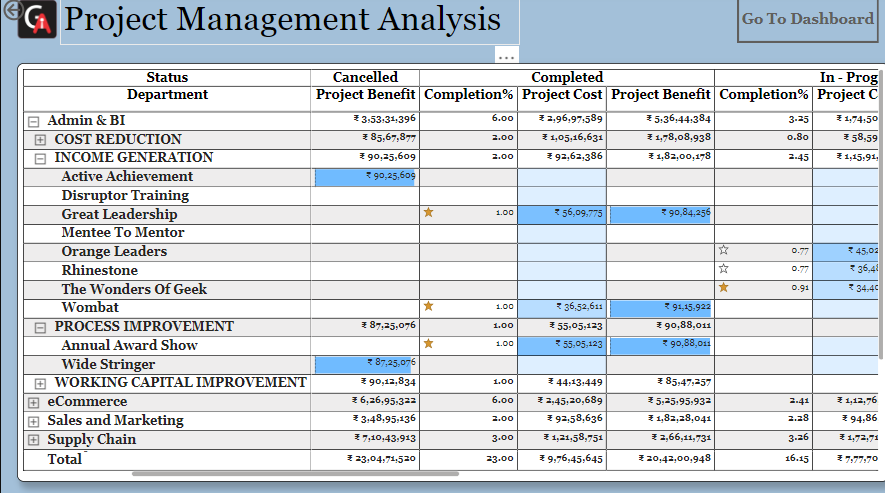 GA Project Management Analysis Go To Dashboard
...
Status Cancelled Completed In - Prog
Department Project Benefit Completion% Project Cost Project Benefit Completion% Project C
Admin & BI ₹ 3,53,31,396 6.00 ₹ 2,96,97,589 ₹ 5,36,44,384 3.25 ₹ 1,74,50
COST REDUCTION ₹ 85,67,877 2.00 ₹ 1,05,16,631 ₹ 1,78,08,938 0.80 ₹ 58,59
INCOME GENERATION ₹ 90,25,609 2.00 ₹ 92,62,386 ₹ 1,82,00,178 2.45 ₹ 1,15,91,
Active Achievement ₹ 90,25,609
Disruptor Training
Great Leadership 1.00 ₹ 56,09,775 ₹ 90,84,256
Mentee To Mentor
Orange Leaders 0.77 ₹ 45,02
Rhinestone 0.77 ₹ 36,48
The Wonders Of Geek 0.91 ₹ 34,40
Wombat 1.00 ₹ 36,52,611 ₹ 91,15,922
PROCESS IMPROVEMENT ₹ 87,25,076 1.00 ₹ 55,05,123 ₹ 90,88,011
Annual Award Show 1.00 ₹ 55,05,123 ₹ 90,88,011
Wide Stringer ₹ 87,25,076
WORKING CAPITAL IMPROVEMENT ₹ 90,12,834 1.00 ₹ 44,13,449 ₹ 85,47,257
eCommerce ₹ 6,26,95,322 6.00 ₹ 2,45,20,689 ₹ 5,25,95,932 2.41 ₹ 1,12,76
Sales and Marketing ₹ 3,48,95,136 2.00 ₹ 92,58,636 ₹ 1,82,28,041 2.28 ₹ 94,86
Supply Chain ₹ 7,10,43,913 3.00 ₹ 1,21,58,751 ₹ 2,66,11,731 3.26 ₹ 1,72,71
Total ₹ 23,04,71,520 23.00 ₹ 9,76,45,645 ₹ 20,42,00,948 16.15 ₹ 7,77,70